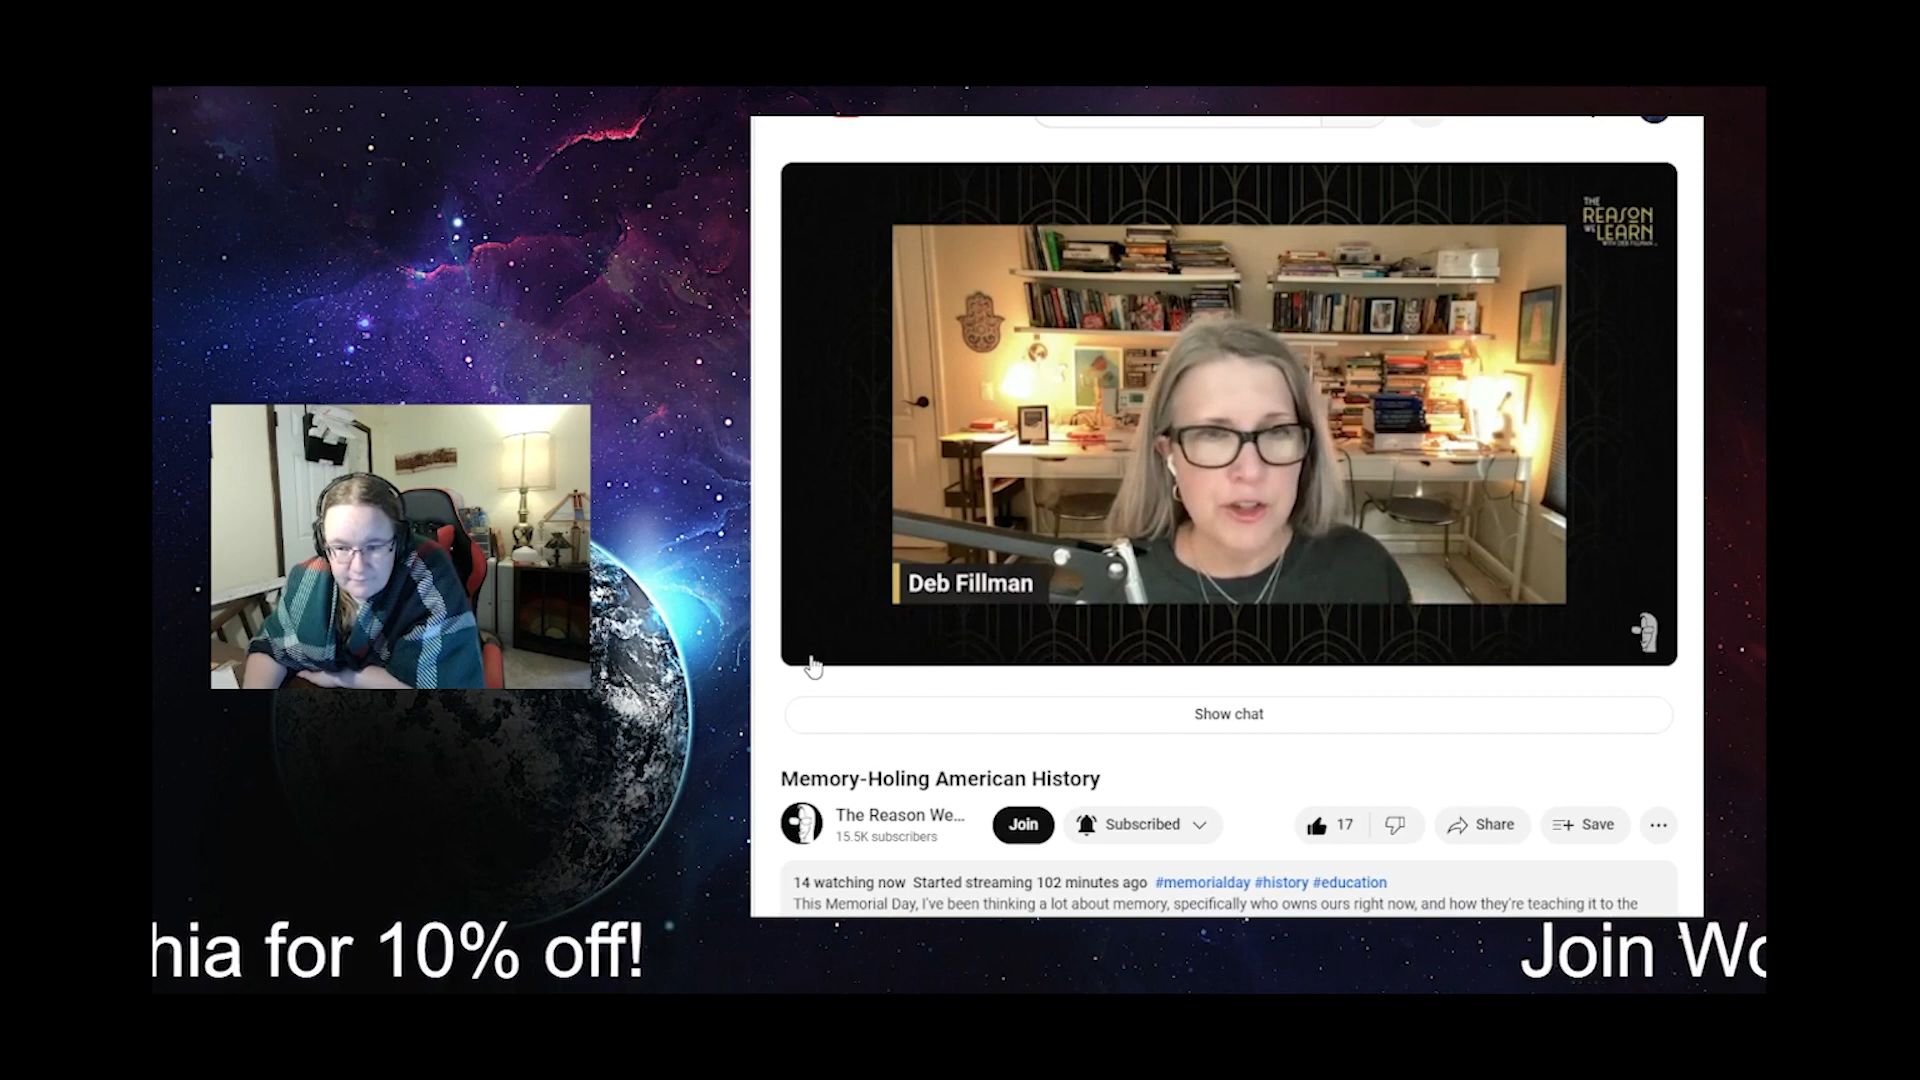 THE
REASON
WE LEARN
WITH DEB FILLMAN
Deb Fillman
Show chat
Memory-Holing American History
The Reason We...
15.5K subscribers
Join
Subscribed
17
Share
Save
14 watching now Started streaming 102 minutes ago #memorialday #history #education
This Memorial Day, I've been thinking a lot about memory, specifically who owns ours right now, and how they're teaching it to the
hia for 10% off!
Join Wo